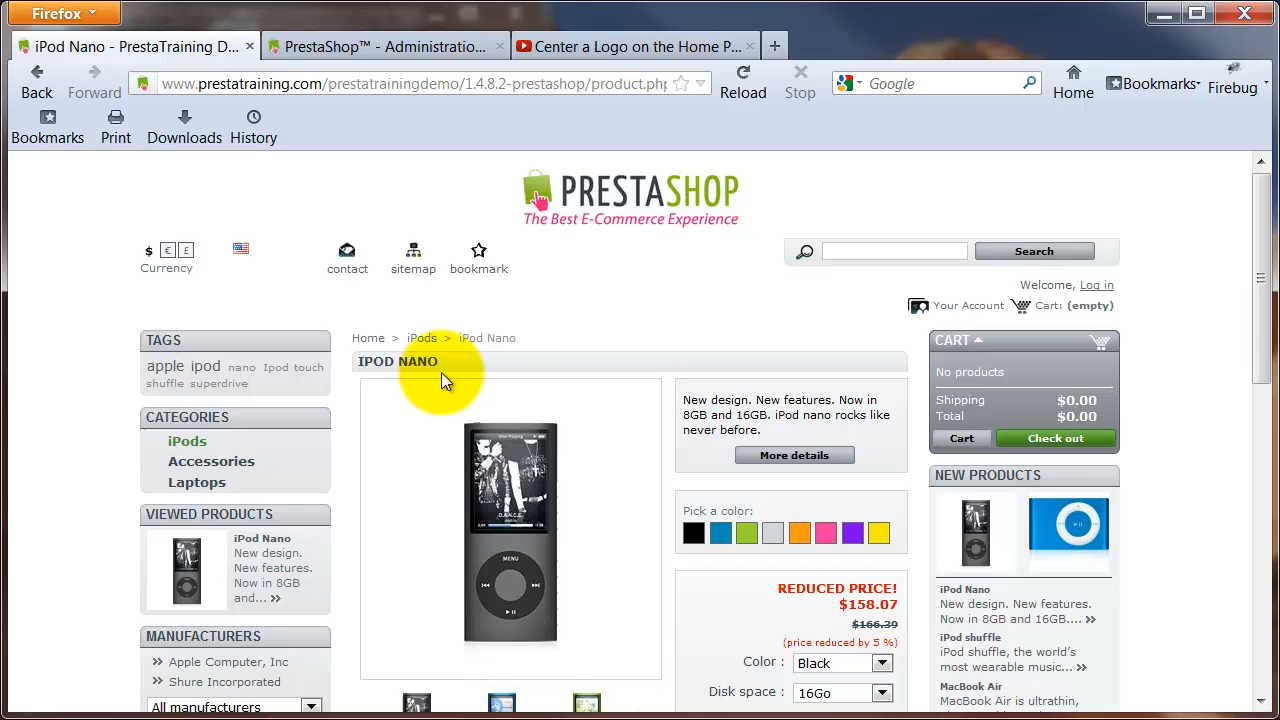 Firefox
iPod Nano - PrestaTraining D...
PrestaShop™ - Administratio...
Center a Logo on the Home P...
Back
Forward
www.prestatraining.com/prestatrainingdemo/1.4.8.2-prestashop/product.php
Reload
Stop
Google
Home
Bookmarks
Firebug
Bookmarks
Print
Downloads
History
PRESTASHOP
The Best E-Commerce Experience
$ € £
Currency
contact
sitemap
bookmark
Search
Welcome, Log in
Your Account
Cart: (empty)
TAGS
apple ipod nano Ipod touch
shuffle superdrive
CATEGORIES
iPods
Accessories
Laptops
VIEWED PRODUCTS
iPod Nano
New design.
New features.
Now in 8GB
and...
MANUFACTURERS
Apple Computer, Inc
Shure Incorporated
All manufacturers
Home > iPods > iPod Nano
IPOD NANO
MENU
New design. New features. Now in
8GB and 16GB. iPod nano rocks like
never before.
More details
Pick a color:
REDUCED PRICE!
$158.07
$166.39
(price reduced by 5 %)
Color : Black
Disk space : 16Go
CART
No products
Shipping $0.00
Total $0.00
Cart
Check out
NEW PRODUCTS
iPod Nano
New design. New features.
Now in 8GB and 16GB....
iPod shuffle
iPod shuffle, the world's
most wearable music...
MacBook Air
MacBook Air is ultrathin,